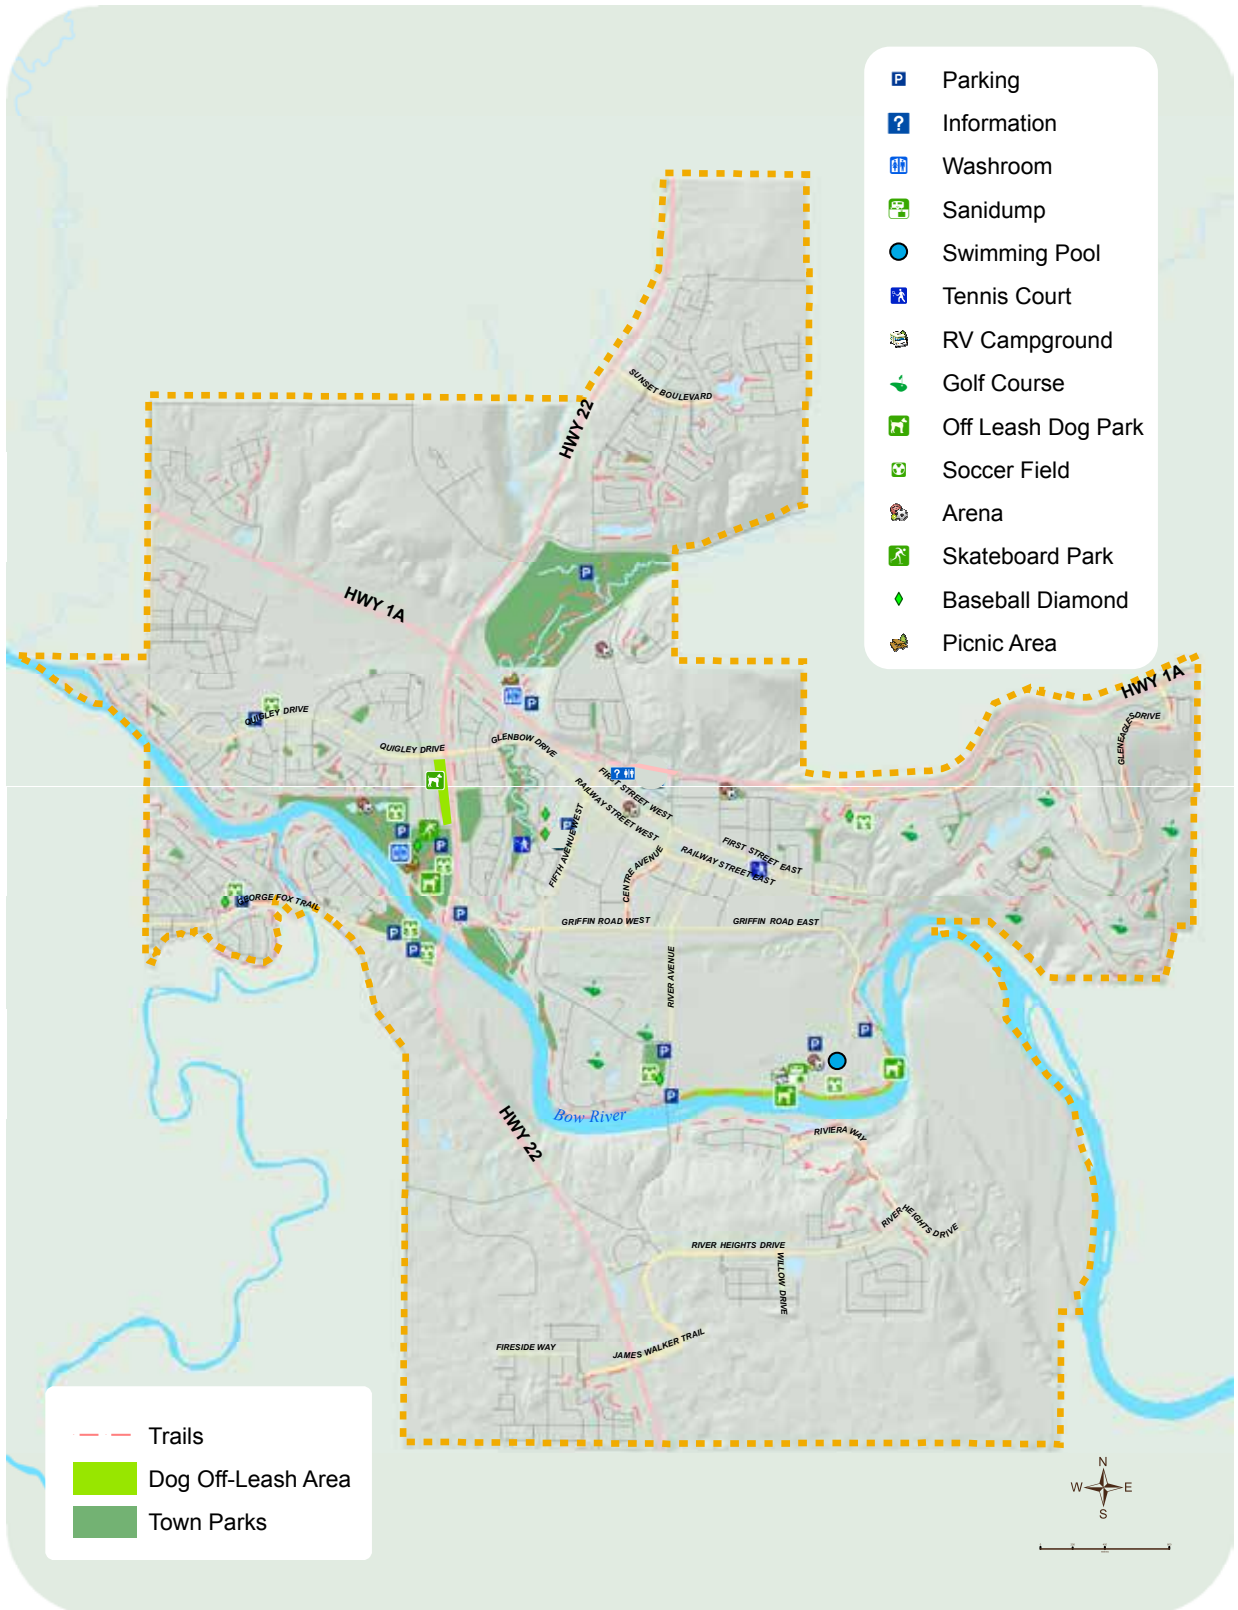 Parking
Information
Washroom
Sanidump
Swimming Pool
Tennis Court
RV Campground
Golf Course
Off Leash Dog Park
Soccer Field
Arena
Skateboard Park
Baseball Diamond
Picnic Area
SUNSET BOULEVARD
HWY 22
HWY 1A
HWY 1A
GLENEAGLES DRIVE
QUIGLEY DRIVE
QUIGLEY DRIVE
GLENBOW DRIVE
FIRST STREET WEST
RAILWAY STREET WEST
FIFTH AVENUE WEST
CENTRE AVENUE
FIRST STREET EAST
RAILWAY STREET EAST
GEORGE FOX TRAIL
GRIFFIN ROAD WEST
GRIFFIN ROAD EAST
RIVER AVENUE
Bow River
HWY 22
RIVIERA WAY
RIVER HEIGHTS DRIVE
RIVER HEIGHTS DRIVE
WILLOW DRIVE
FIRESIDE WAY
JAMES WALKER TRAIL
Trails
Dog Off-Leash Area
Town Parks
N
W E
S